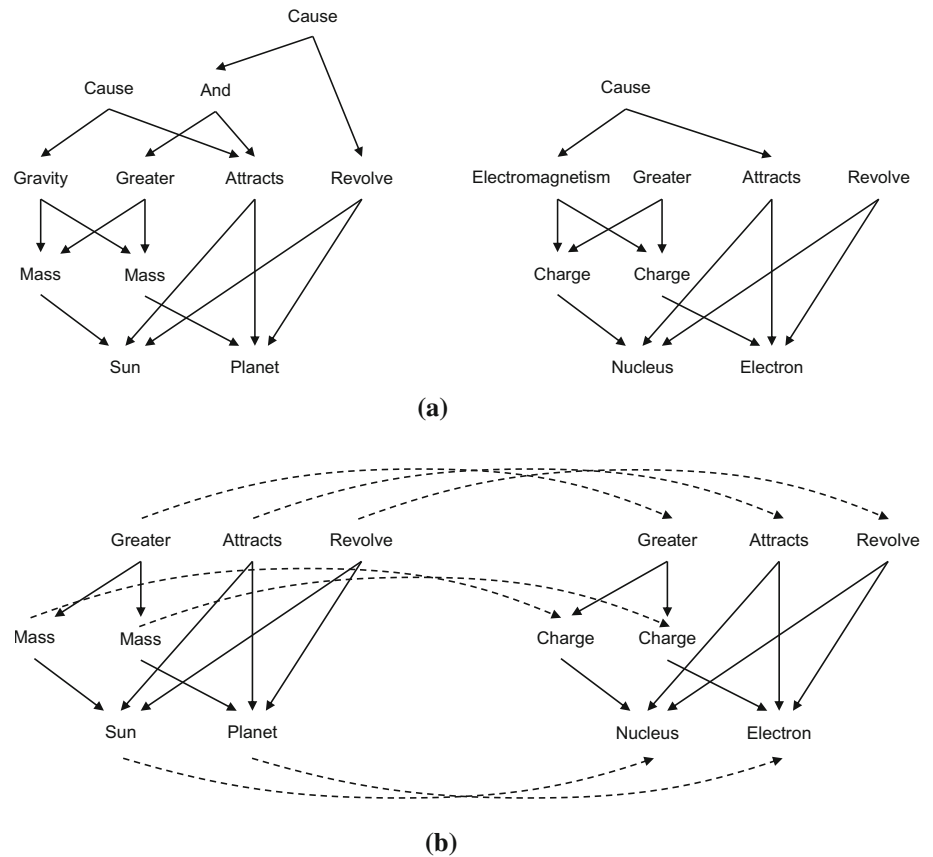 Cause
Cause And Cause
Gravity Greater Attracts Revolve Electromagnetism Greater Attracts Revolve
Mass Mass Charge Charge
Sun Planet Nucleus Electron
(a)
Greater Attracts Revolve Greater Attracts Revolve
Mass Mass Charge Charge
Sun Planet Nucleus Electron
(b)